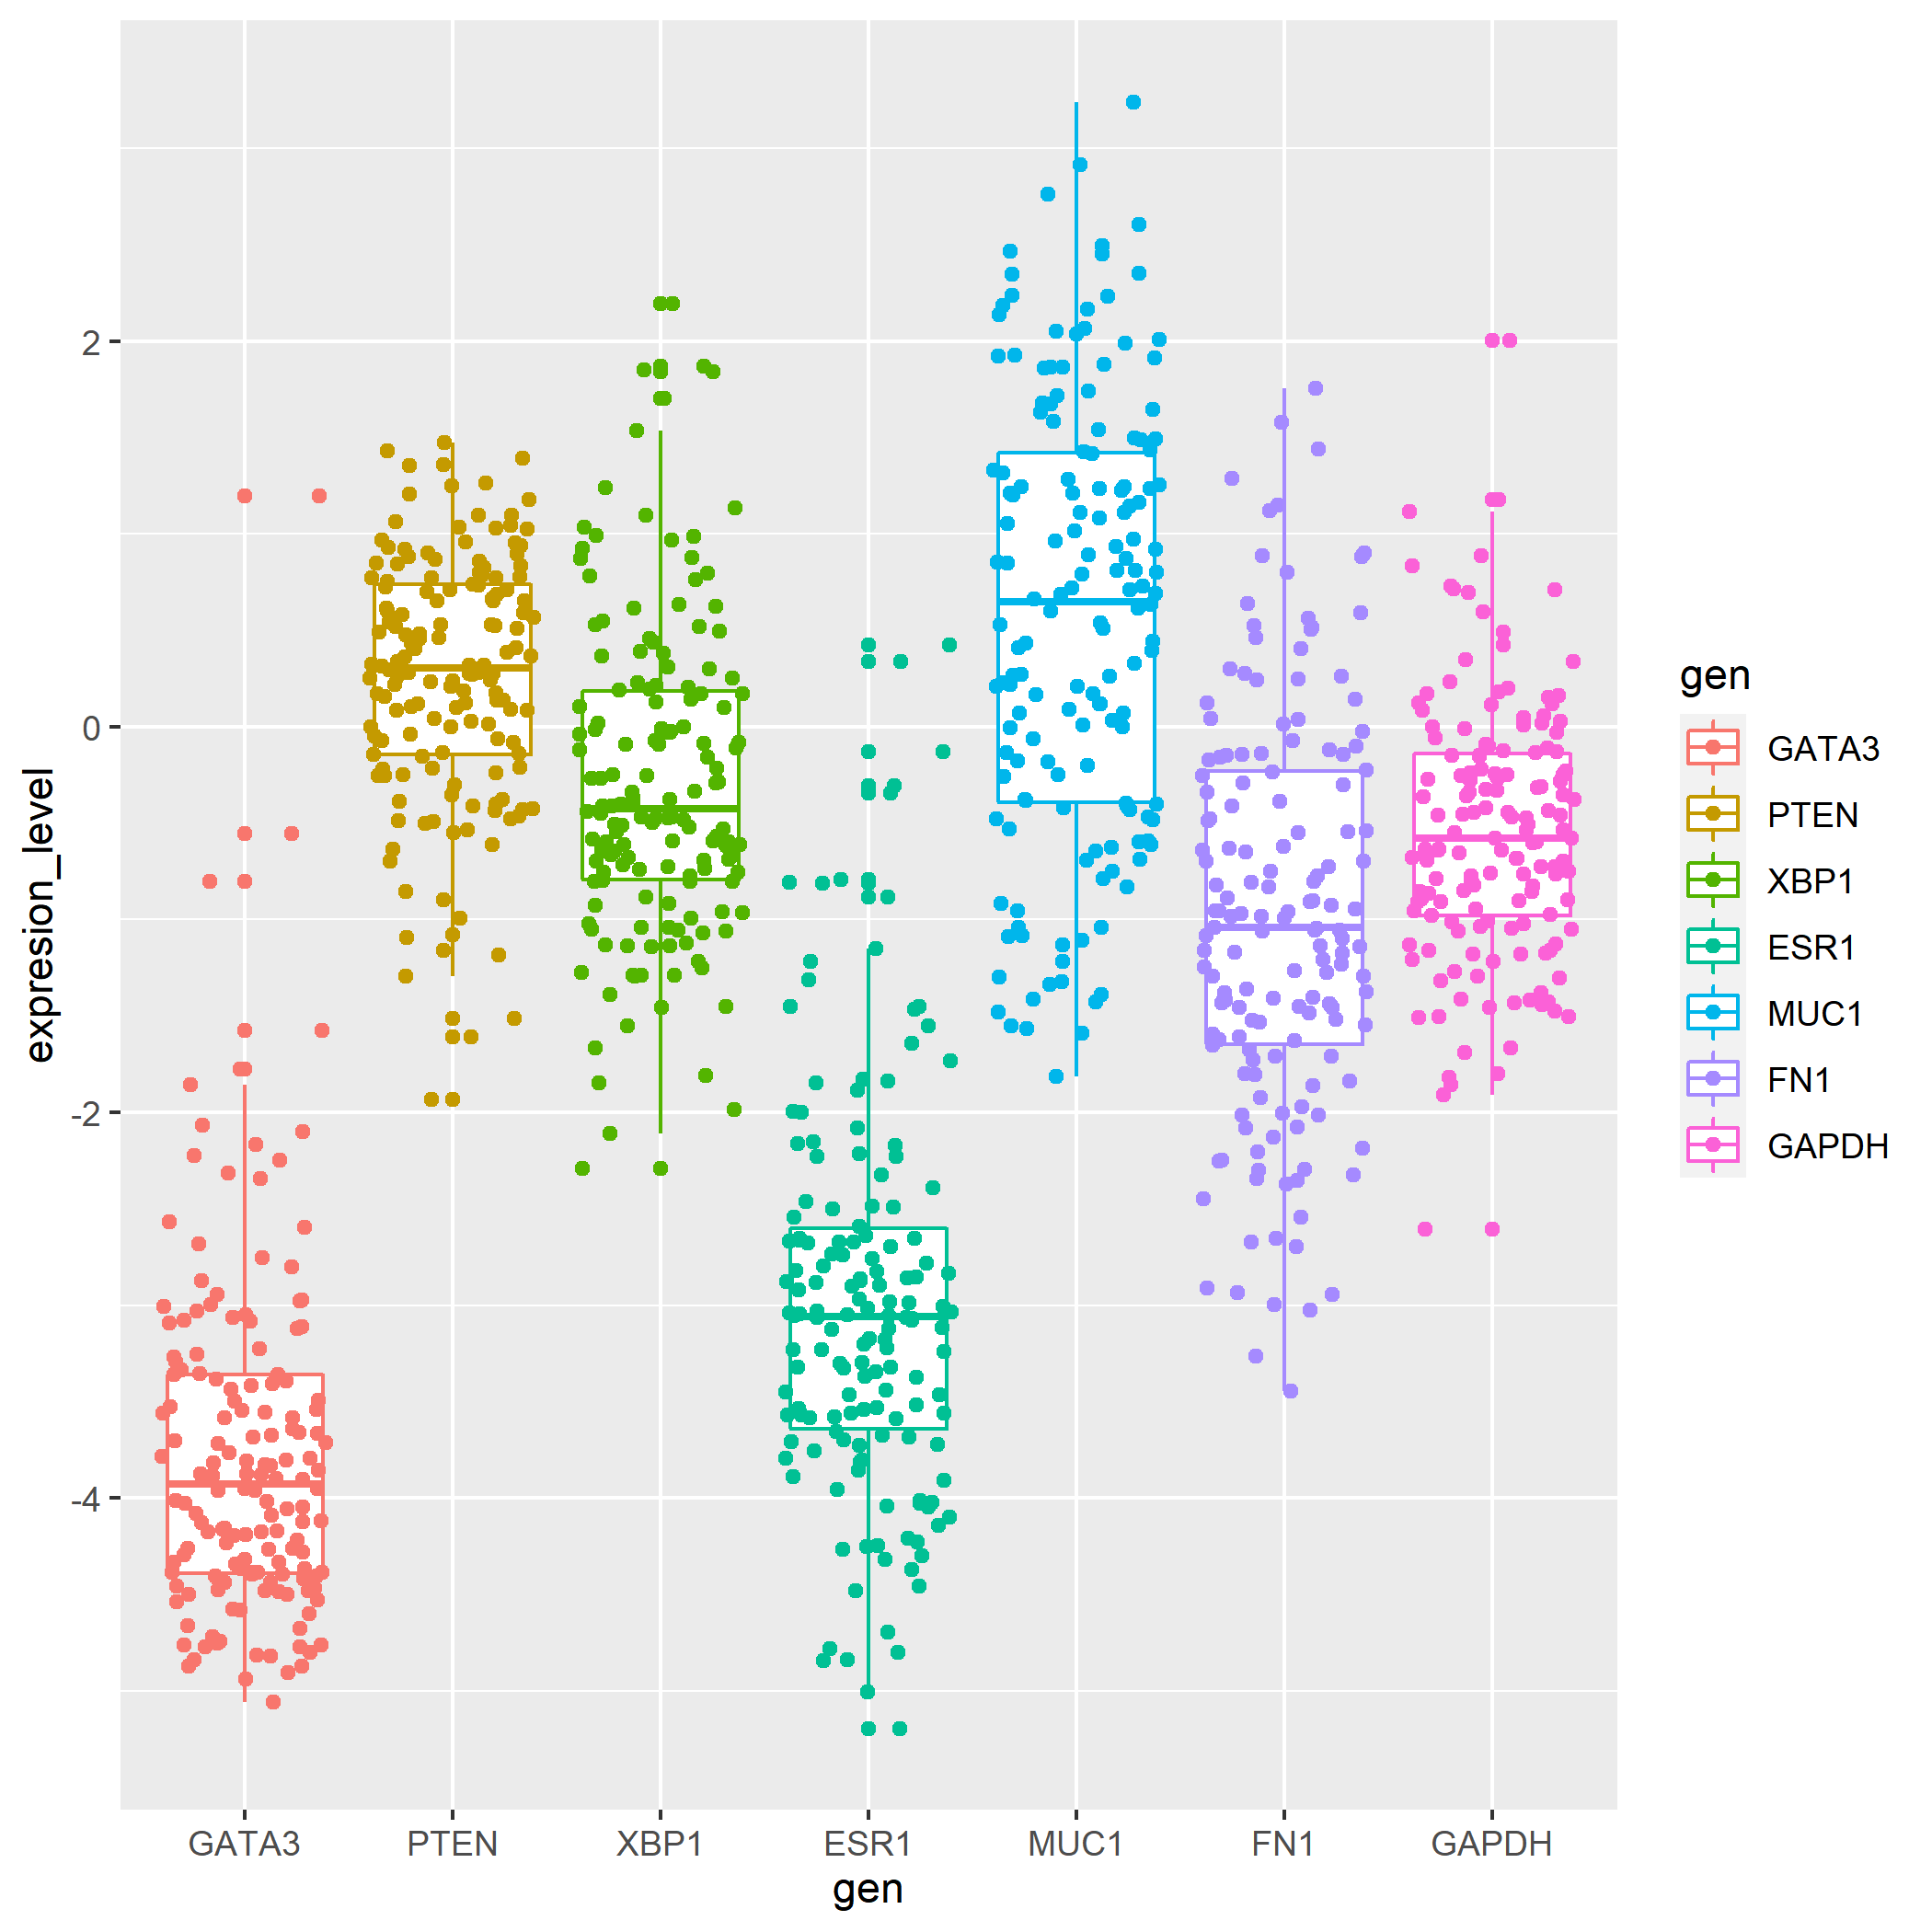 expresion_level
2
0
-2
-4
GATA3 PTEN XBP1 ESR1 MUC1 FN1 GAPDH
gen
gen
GATA3
PTEN
XBP1
ESR1
MUC1
FN1
GAPDH